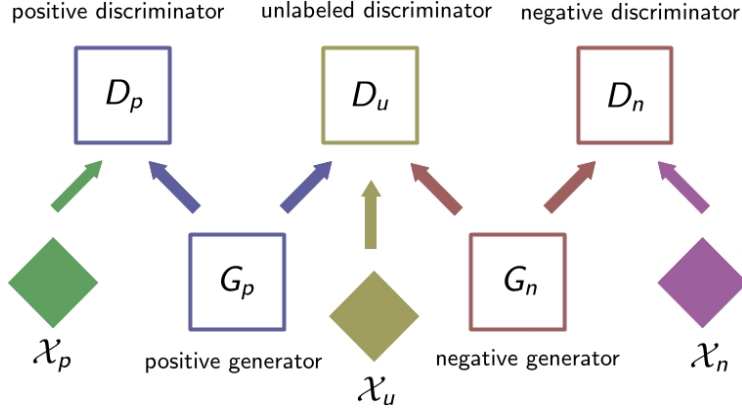 positive discriminator unlabeled discriminator negative discriminator
D_p D_u D_n
G_p G_n
𝒳_p positive generator negative generator 𝒳_n
𝒳_u